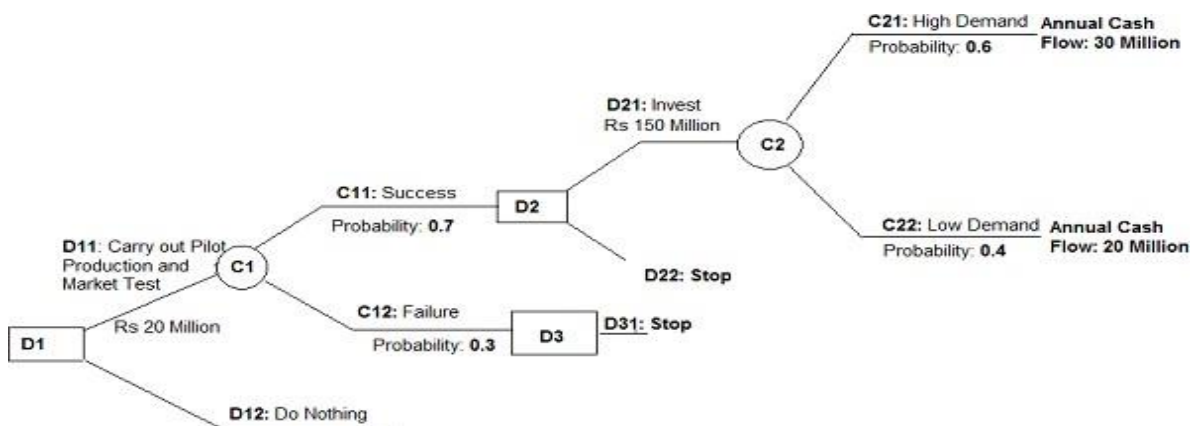 C21: High Demand
Probability: 0.6
Annual Cash
Flow: 30 Million
D21: Invest
Rs 150 Million
C2
C11: Success
Probability: 0.7
D2
C22: Low Demand
Probability: 0.4
Annual Cash
Flow: 20 Million
D11: Carry out Pilot
Production and
Market Test
C1
D22: Stop
Rs 20 Million
C12: Failure
Probability: 0.3
D3
D31: Stop
D1
D12: Do Nothing